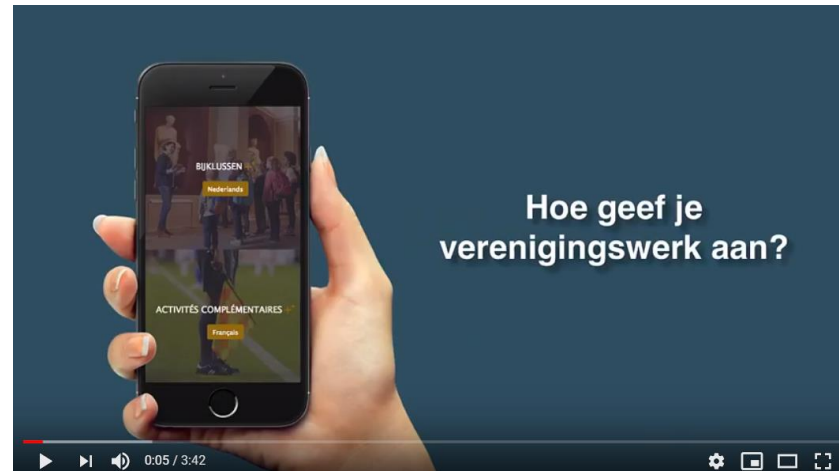 BIJKLUSSEN
Nederlands
ACTIVITÉS COMPLÉMENTAIRES
Français
Hoe geef je
verenigingswerk aan?
0:05 / 3:42